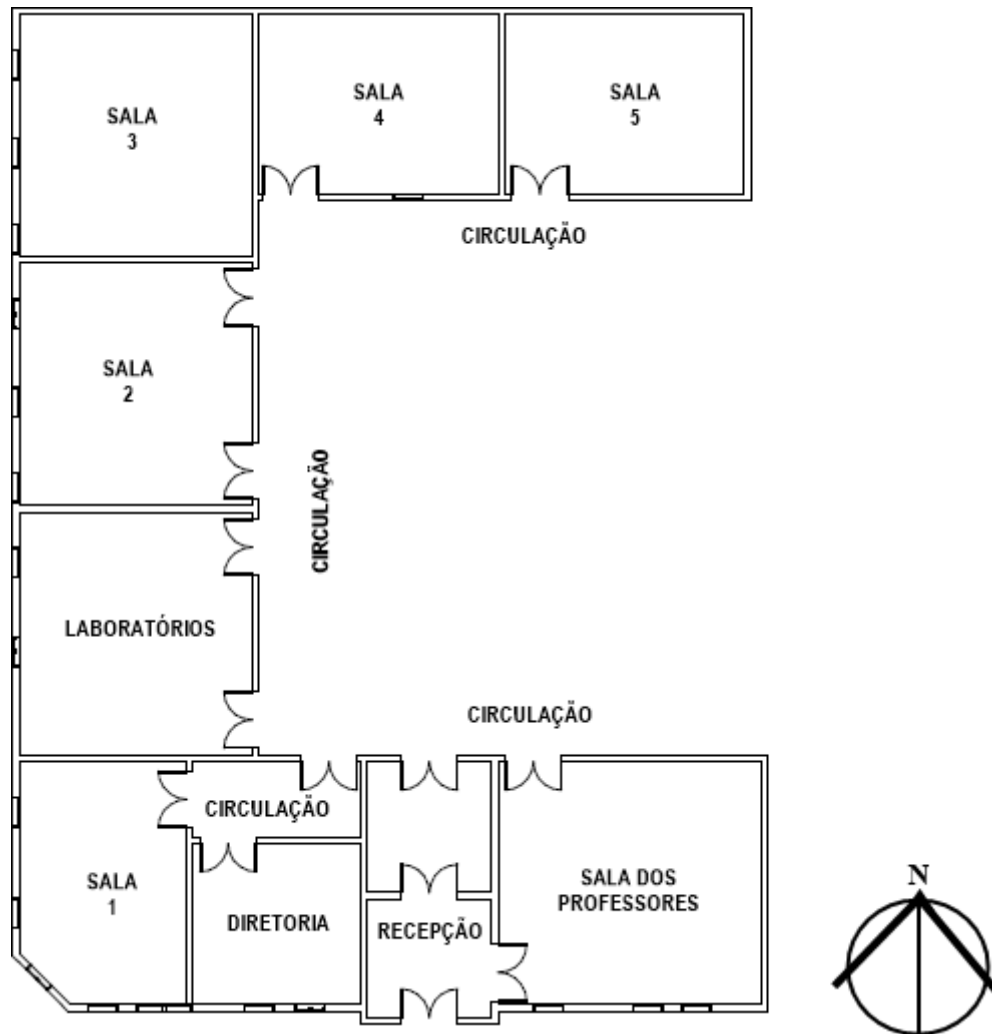 SALA
3
SALA
4
SALA
5
CIRCULAÇÃO
SALA
2
CIRCULAÇÃO
LABORATÓRIOS
CIRCULAÇÃO
CIRCULAÇÃO
SALA
1
DIRETORIA
RECEPÇÃO
SALA DOS
PROFESSORES
N